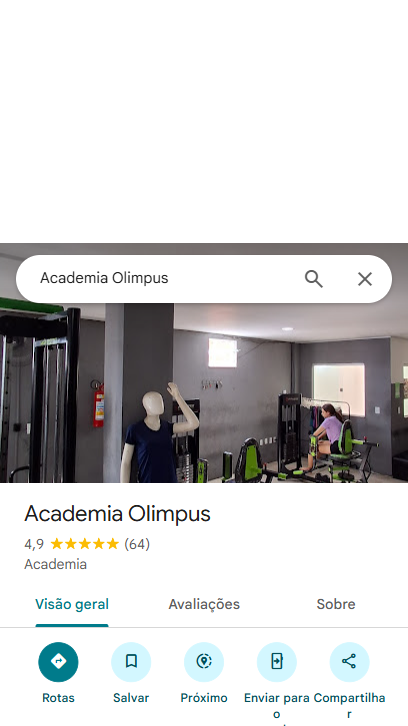 Academia Olimpus
Academia Olimpus
4,9 ★★★★★ (64)
Academia
Visão geral Avaliações Sobre
Rotas Salvar Próximo Enviar para o Compartilhar